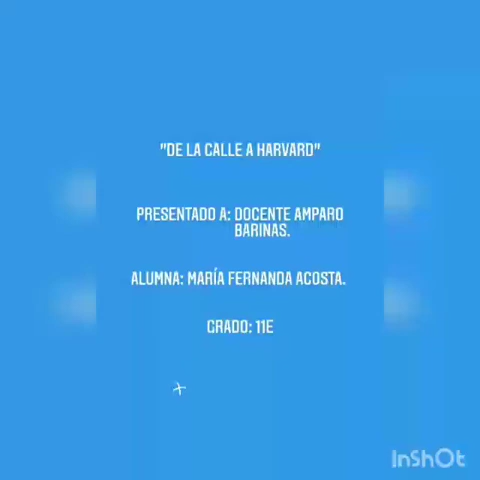 "DE LA CALLE A HARVARD"
PRESENTADO A: DOCENTE AMPARO
BARINAS.
ALUMNA: MARÍA FERNANDA ACOSTA.
GRADO: 11E
InShOt